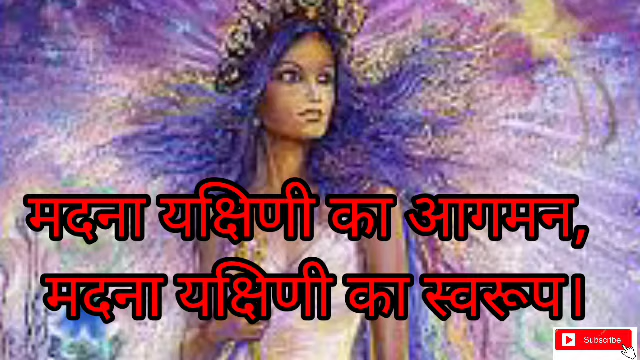 मदना यक्षिणी का आगमन,
मदना यक्षिणी का स्वरूप।
Subscribe